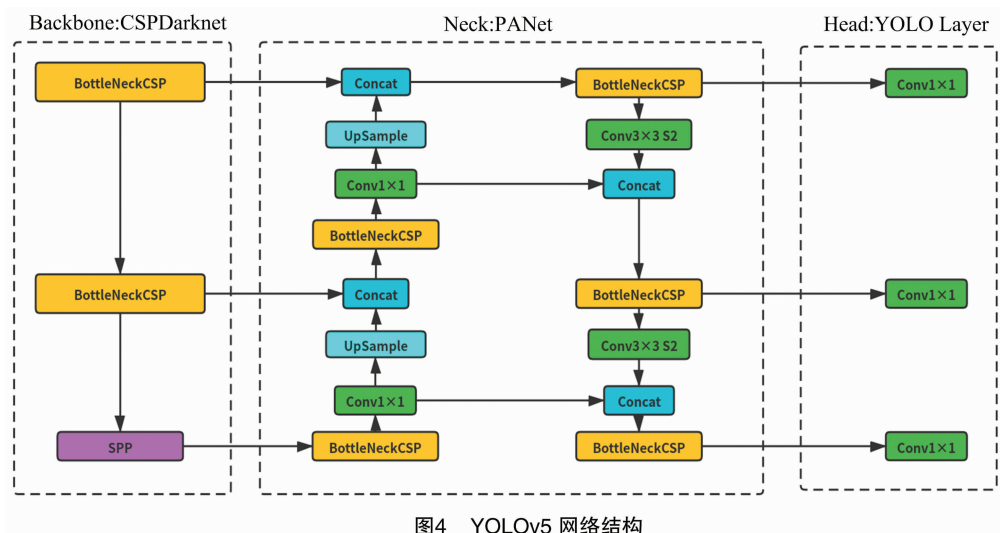 Backbone:CSPDarknet
Neck:PANet
Head:YOLO Layer
BottleNeckCSP
Concat
BottleNeckCSP
Conv1×1
UpSample
Conv3×3 S2
Conv1×1
Concat
BottleNeckCSP
BottleNeckCSP
Concat
BottleNeckCSP
Conv1×1
UpSample
Conv3×3 S2
Conv1×1
Concat
SPP
BottleNeckCSP
BottleNeckCSP
Conv1×1
图4 YOLOv5 网络结构